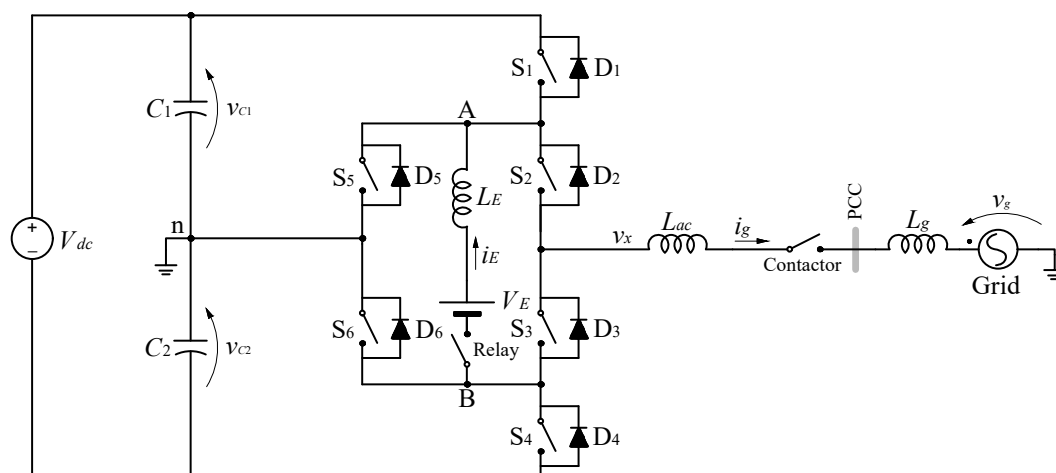 S1
D1
C1
vC1
A
S5
D5
LE
S2
D2
Vdc
+
−
n
iE
vx
Lac
ig
Contactor
PCC
Lg
vg
Grid
C2
vC2
S6
D6
VE
Relay
S3
D3
B
S4
D4